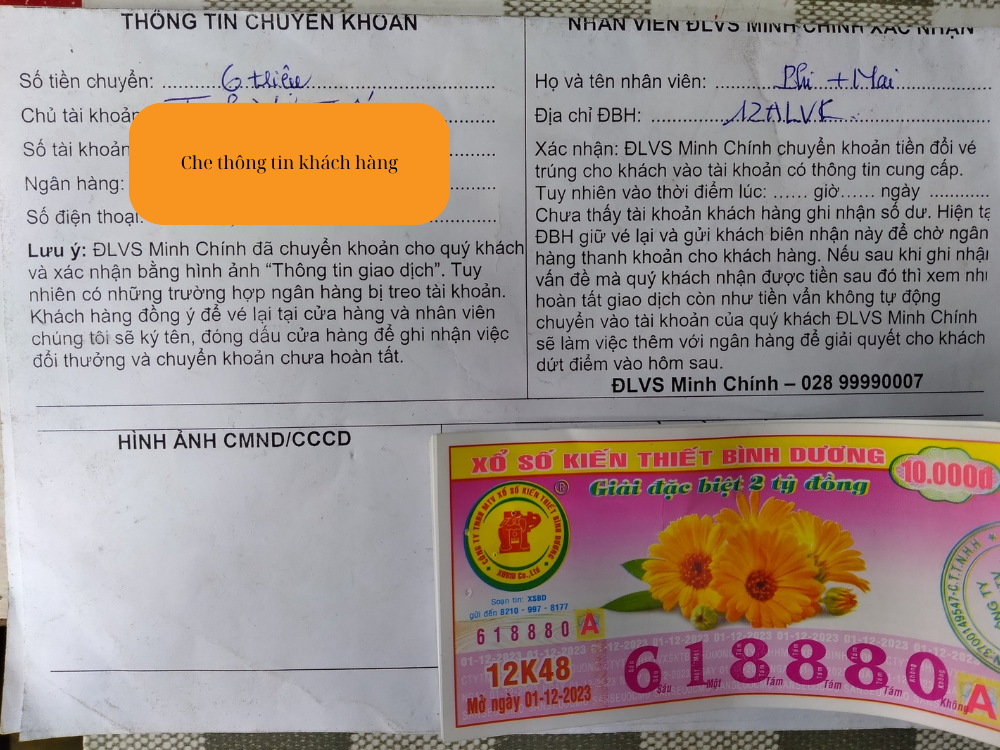 THÔNG TIN CHUYỂN KHOẢN
Số tiền chuyển: 6 triệu
Chủ tài khoản
Số tài khoản
Ngân hàng:
Số điện thoại:
Che thông tin khách hàng
Lưu ý: ĐLVS Minh Chính đã chuyển khoản cho quý khách
và xác nhận bằng hình ảnh “Thông tin giao dịch”. Tuy
nhiên có những trường hợp ngân hàng bị treo tài khoản.
Khách hàng đồng ý để vé lại tại cửa hàng và nhân viên
chúng tôi sẽ ký tên, đóng dấu cửa hàng để ghi nhận việc
đổi thưởng và chuyển khoản chưa hoàn tất.
NHÂN VIÊN ĐLVS MINH CHÍNH XÁC NHẬN
Họ và tên nhân viên: Phi + Mai
Địa chỉ ĐBH: 12A LVK
Xác nhận: ĐLVS Minh Chính chuyển khoản tiền đổi vé
trúng cho khách vào tài khoản có thông tin cung cấp.
Tuy nhiên vào thời điểm lúc: ...... giờ...... ngày ...........
Chưa thấy tài khoản khách hàng ghi nhận số dư. Hiện
ĐBH giữ vé lại và gửi khách biên nhận này để chờ ngân
hàng thanh khoản cho khách hàng. Nếu sau khi ghi nhận
vấn đề mà quý khách nhận được tiền sau đó thì xem
hoàn tất giao dịch còn như tiền vẫn không tự động
chuyển vào tài khoản của quý khách ĐLVS Minh Chính
sẽ làm việc thêm với ngân hàng để giải quyết cho khách
dứt điểm vào hôm sau.
ĐLVS Minh Chính – 028 99990007
HÌNH ẢNH CMND/CCCD
XỔ SỐ KIẾN THIẾT BÌNH DƯƠNG
10.000đ
Giải đặc biệt 2 tỷ đồng
CÔNG TY TNHH MTV XỔ SỐ KIẾN THIẾT BÌNH DƯƠNG
®
Soạn tin: XSBD
gửi đến 8210 - 997 - 8177
618880 A
12K48
Mở ngày 01-12-2023
618880
Sáu Một Tám Tám Tám Không
A